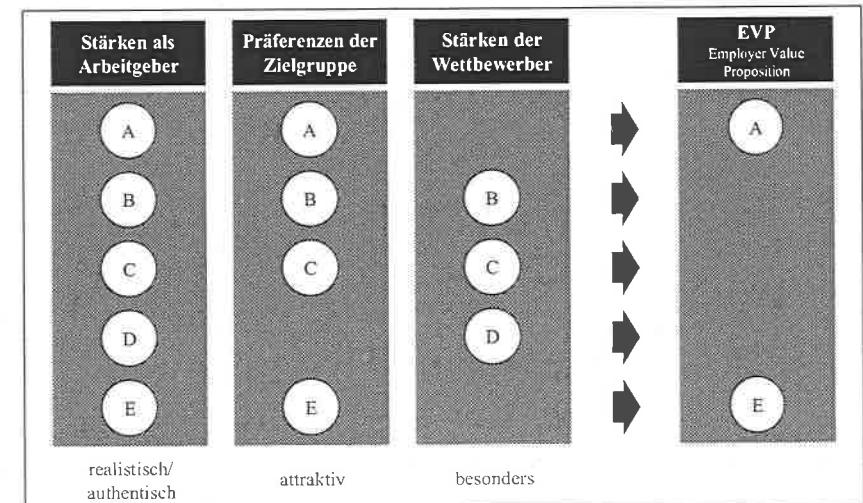 Stärken als
Arbeitgeber
Präferenzen der
Zielgruppe
Stärken der
Wettbewerber
EVP
Employer Value
Proposition
A
A
A
B
B
B
C
C
C
D
D
E
E
E
realistisch/
authentisch
attraktiv
besonders